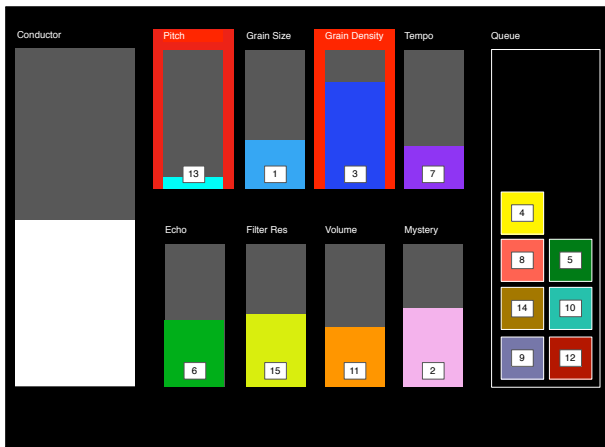 Conductor
Pitch
Grain Size
Grain Density
Tempo
Queue
13
1
3
7
4
8
5
14
10
9
12
Echo
Filter Res
Volume
Mystery
6
15
11
2